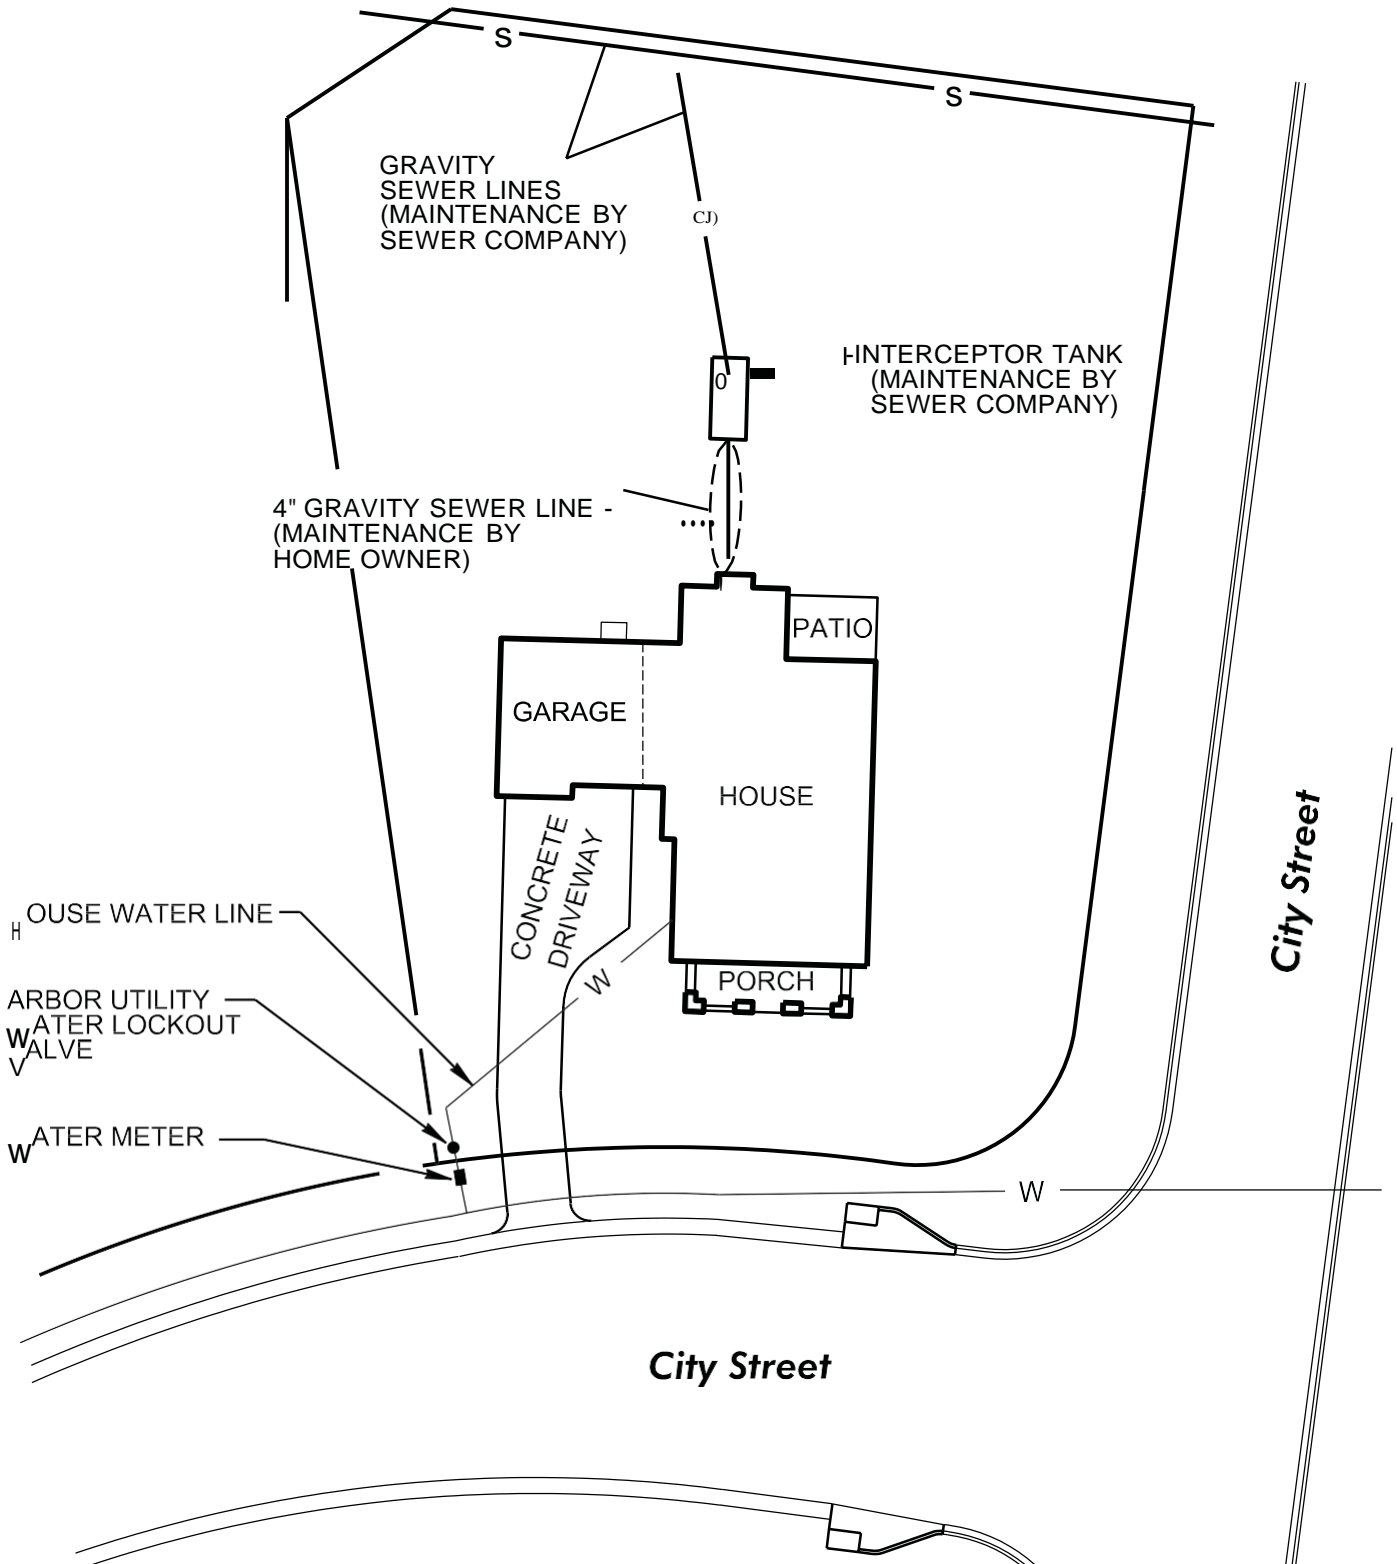 S
S
GRAVITY
SEWER LINES
(MAINTENANCE BY
SEWER COMPANY)
CJ)
INTERCEPTOR TANK
(MAINTENANCE BY
SEWER COMPANY)
0
4" GRAVITY SEWER LINE -
(MAINTENANCE BY
HOME OWNER)
PATIO
GARAGE
HOUSE
CONCRETE
DRIVEWAY
City Street
HOUSE WATER LINE
W
PORCH
ARBOR UTILITY
WATER LOCKOUT
VALVE
WATER METER
W
City Street